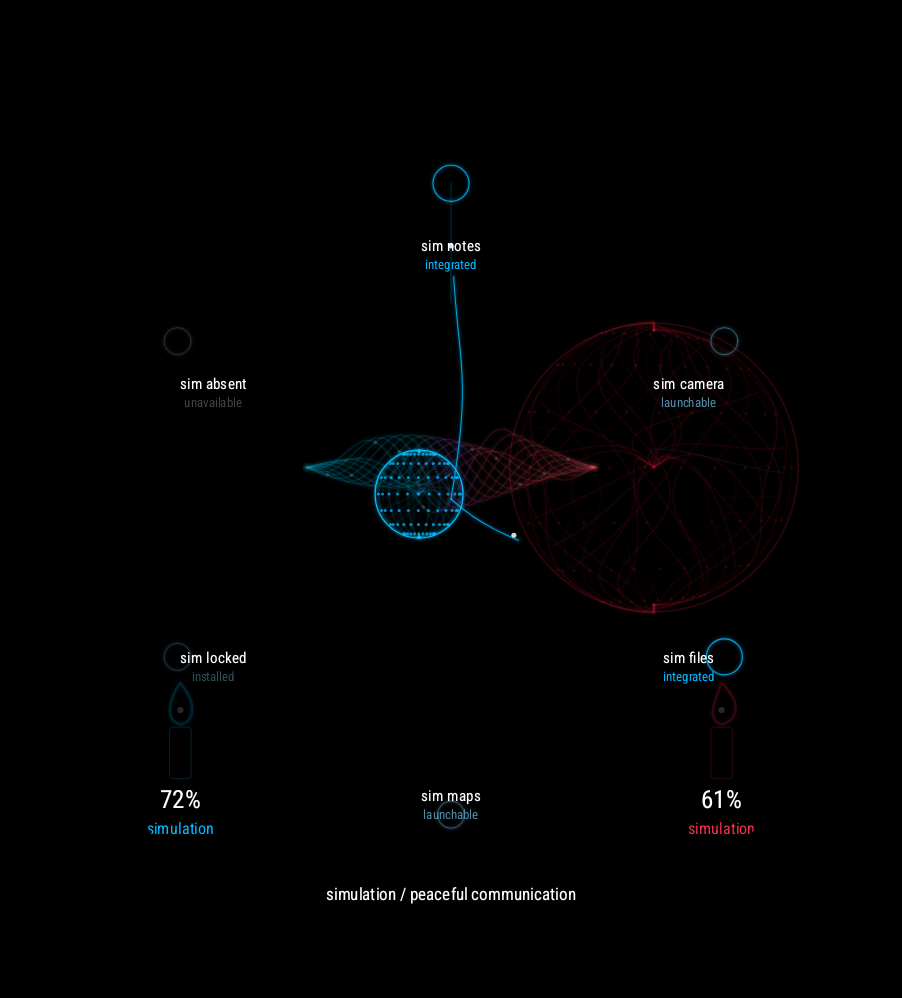 sim notes
integrated
sim absent
unavailable
sim camera
launchable
sim locked
installed
sim files
integrated
sim maps
launchable
72%
simulation
61%
simulation
simulation / peaceful communication